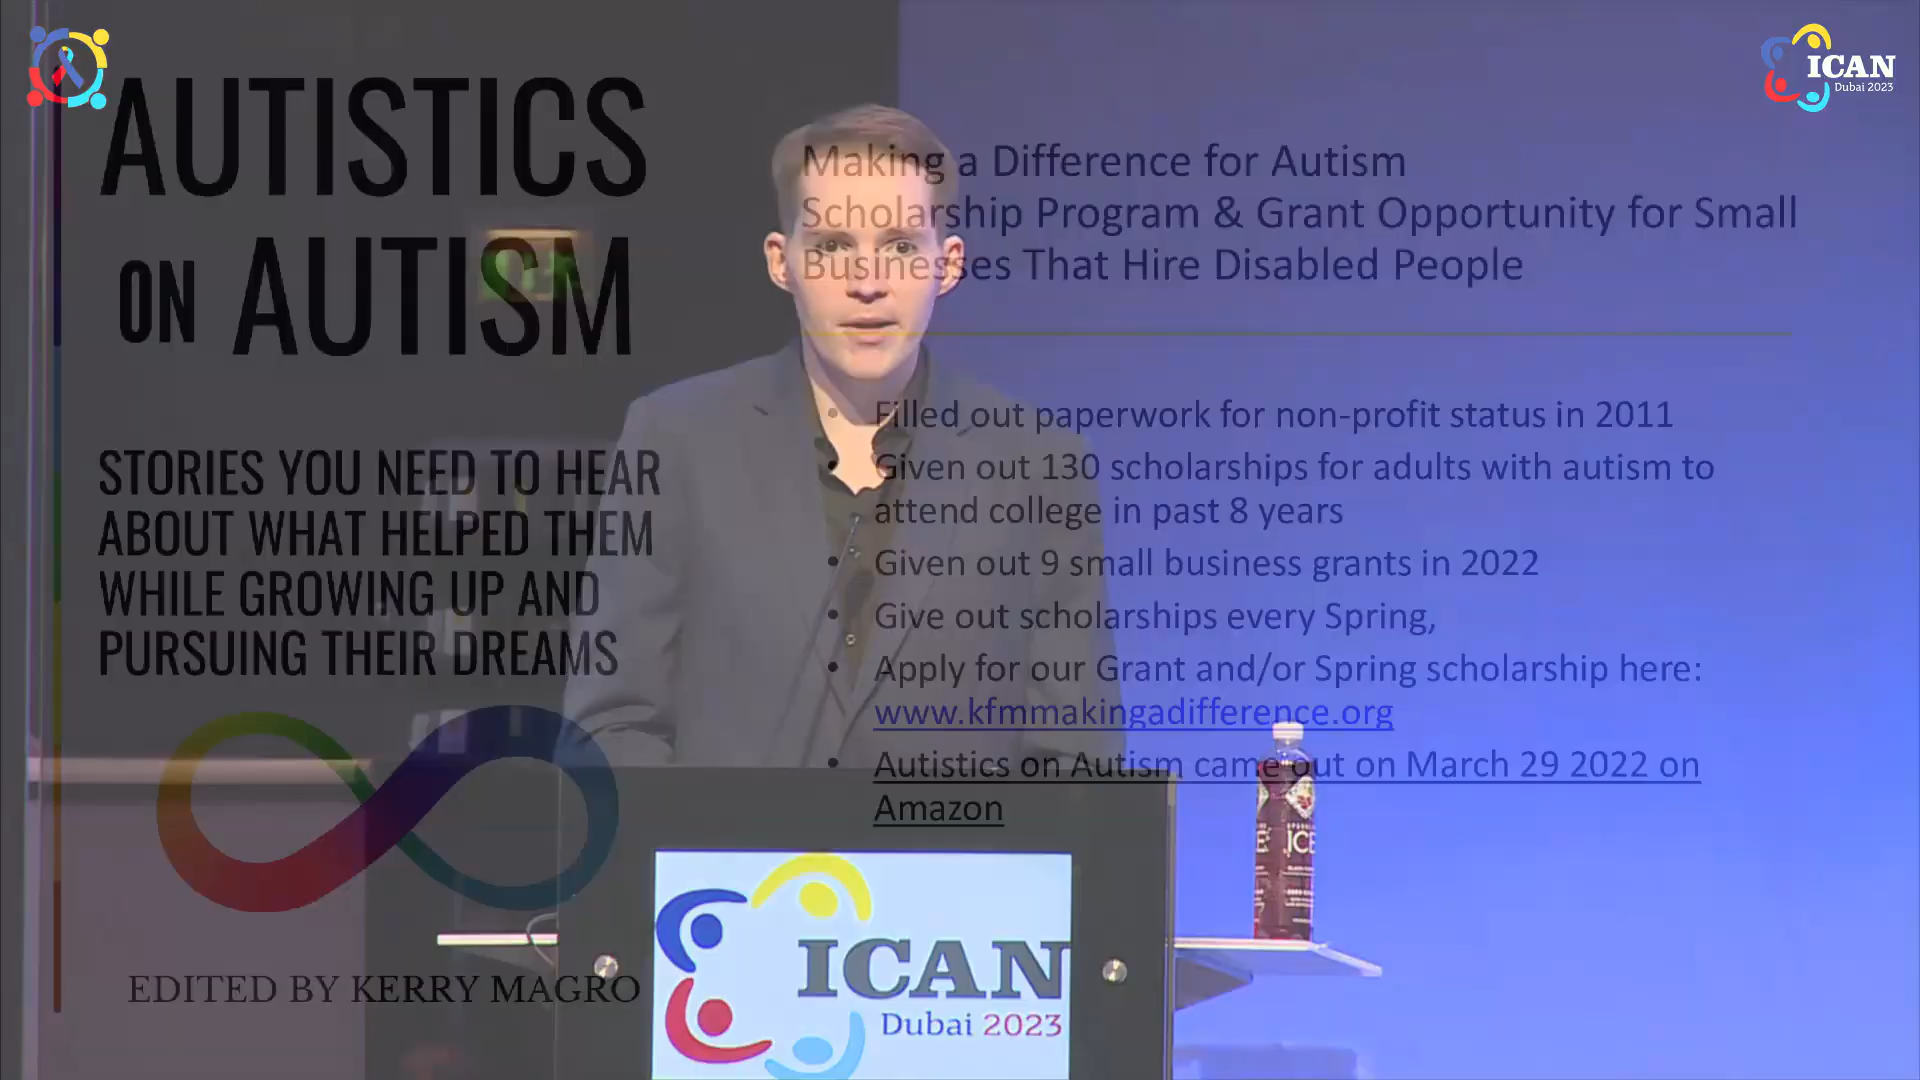 ICAN
Dubai 2023
AUTISTICS
ON AUTISM
STORIES YOU NEED TO HEAR
ABOUT WHAT HELPED THEM
WHILE GROWING UP AND
PURSUING THEIR DREAMS
EDITED BY KERRY MAGRO
Making a Difference for Autism
Scholarship Program & Grant Opportunity for Small
Businesses That Hire Disabled People
• Filled out paperwork for non-profit status in 2011
• Given out 130 scholarships for adults with autism to
attend college in past 8 years
• Given out 9 small business grants in 2022
• Give out scholarships every Spring,
• Apply for our Grant and/or Spring scholarship here:
www.kfmmakingadifference.org
• Autistics on Autism came out on March 29 2022 on
Amazon
ICE
ICAN
Dubai 2023